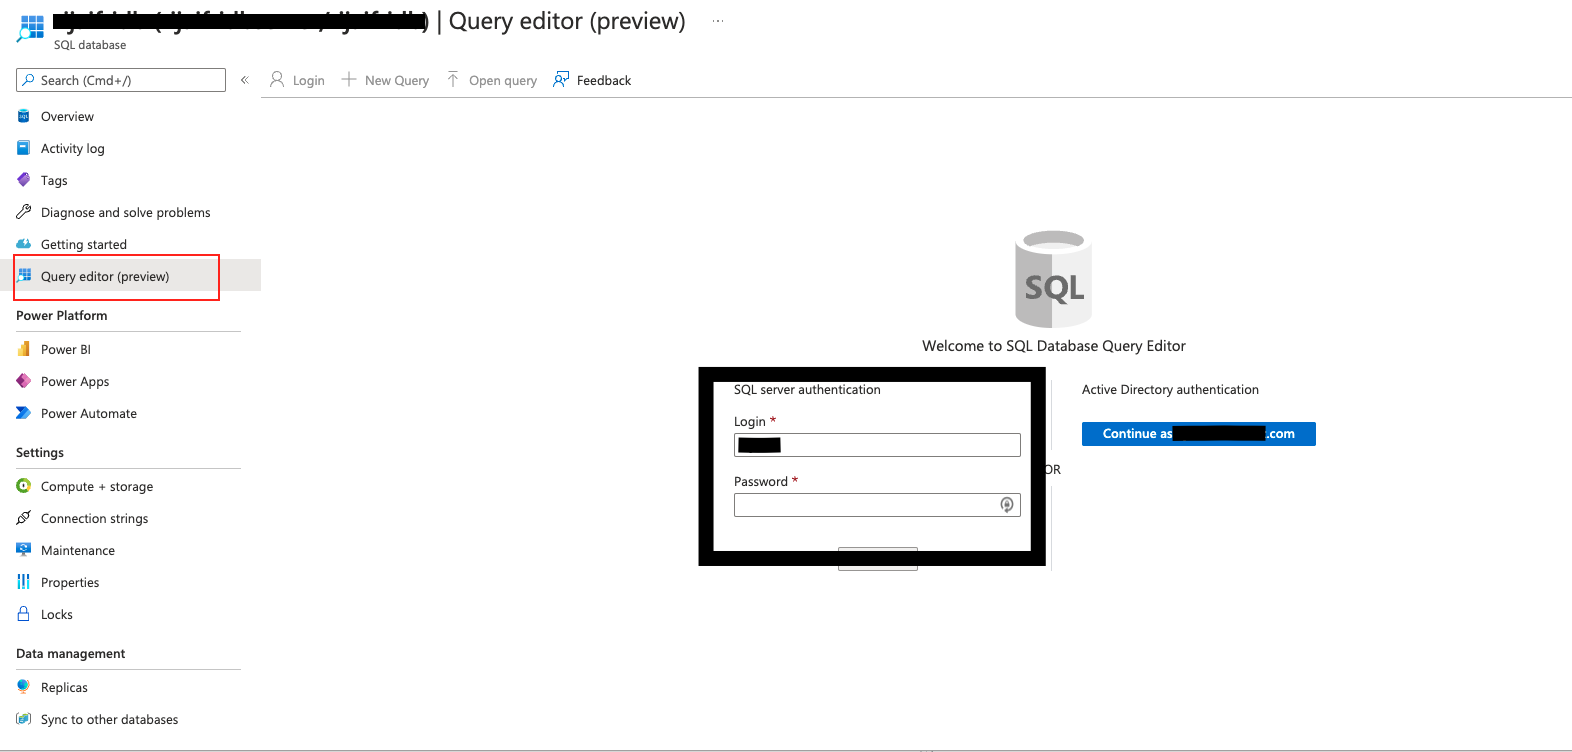 | Query editor (preview)
SQL database
Search (Cmd+/)
Login
New Query
Open query
Feedback
Overview
Activity log
Tags
Diagnose and solve problems
Getting started
Query editor (preview)
Power Platform
Power BI
Power Apps
Power Automate
Settings
Compute + storage
Connection strings
Maintenance
Properties
Locks
Data management
Replicas
Sync to other databases
SQL
Welcome to SQL Database Query Editor
SQL server authentication
Login *
Password *
OR
Active Directory authentication
Continue as .com